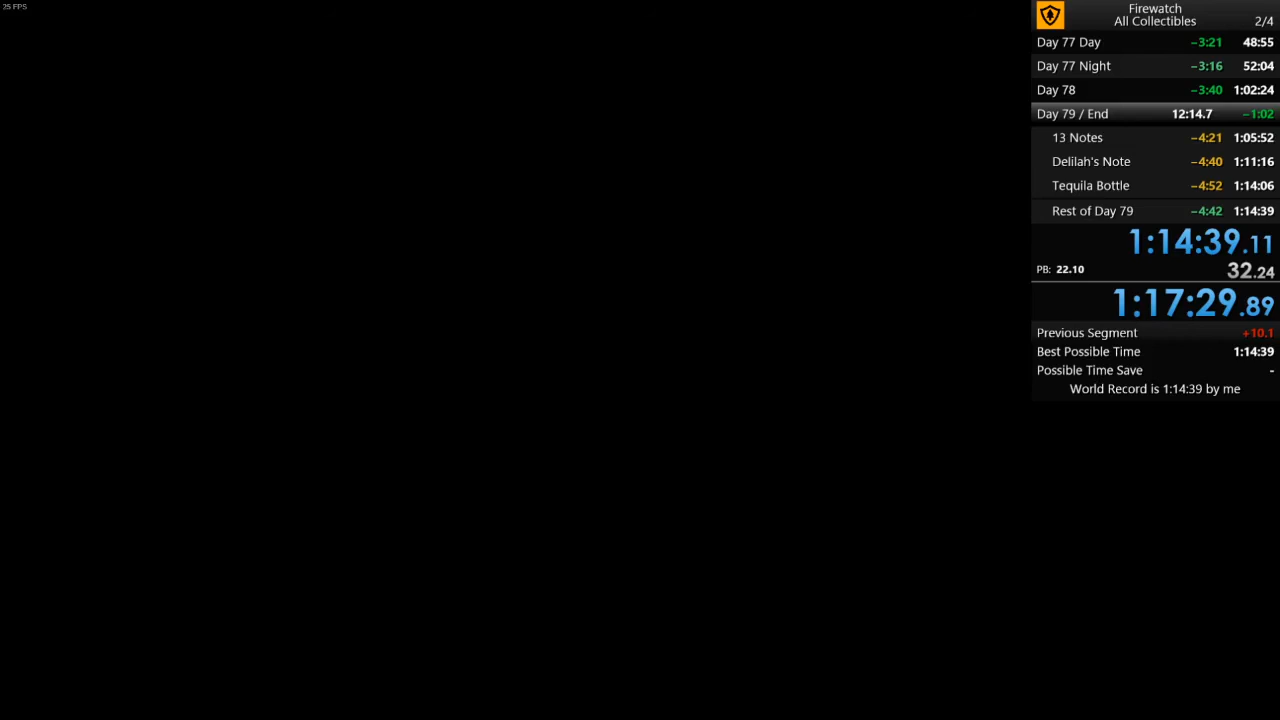 25 FPS
Firewatch
All Collectibles 2/4
Day 77 Day −3:21 48:55
Day 77 Night −3:16 52:04
Day 78 −3:40 1:02:24
Day 79 / End 12:14.7 −1:02
13 Notes −4:21 1:05:52
Delilah's Note −4:40 1:11:16
Tequila Bottle −4:52 1:14:06
Rest of Day 79 −4:42 1:14:39
1:14:39.11
PB: 22.10 32.24
1:17:29.89
Previous Segment +10.1
Best Possible Time 1:14:39
Possible Time Save -
World Record is 1:14:39 by me